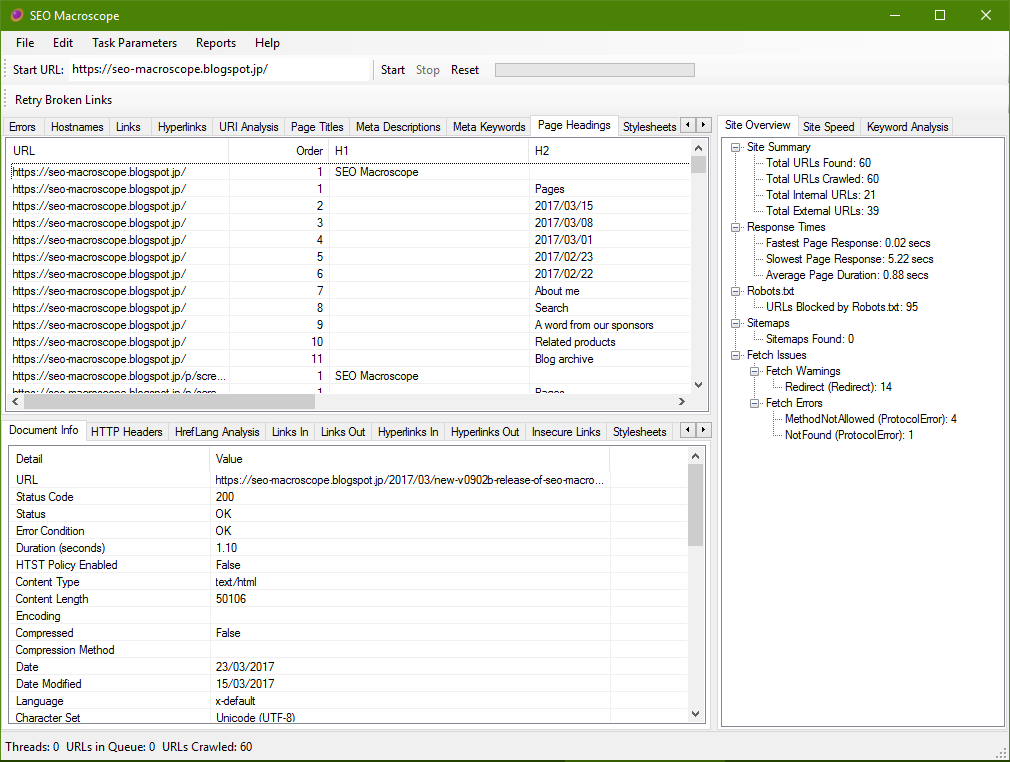 SEO Macroscope
File Edit Task Parameters Reports Help
Start URL: https://seo-macroscope.blogspot.jp/ Start Stop Reset
Retry Broken Links
Errors Hostnames Links Hyperlinks URI Analysis Page Titles Meta Descriptions Meta Keywords Page Headings Stylesheets
URL Order H1 H2
https://seo-macroscope.blogspot.jp/ 1 SEO Macroscope
https://seo-macroscope.blogspot.jp/ 1 Pages
https://seo-macroscope.blogspot.jp/ 2 2017/03/15
https://seo-macroscope.blogspot.jp/ 3 2017/03/08
https://seo-macroscope.blogspot.jp/ 4 2017/03/01
https://seo-macroscope.blogspot.jp/ 5 2017/02/23
https://seo-macroscope.blogspot.jp/ 6 2017/02/22
https://seo-macroscope.blogspot.jp/ 7 About me
https://seo-macroscope.blogspot.jp/ 8 Search
https://seo-macroscope.blogspot.jp/ 9 A word from our sponsors
https://seo-macroscope.blogspot.jp/ 10 Related products
https://seo-macroscope.blogspot.jp/ 11 Blog archive
https://seo-macroscope.blogspot.jp/p/scre... 1 SEO Macroscope
https://seo-macroscope.blogspot.jp/p/scre... 1 Pages
Document Info HTTP Headers HrefLang Analysis Links In Links Out Hyperlinks In Hyperlinks Out Insecure Links Stylesheets
Detail Value
URL https://seo-macroscope.blogspot.jp/2017/03/new-v0902b-release-of-seo-macro...
Status Code 200
Status OK
Error Condition OK
Duration (seconds) 1.10
HTST Policy Enabled False
Content Type text/html
Content Length 50106
Encoding
Compressed False
Compression Method
Date 23/03/2017
Date Modified 15/03/2017
Language x-default
Character Set Unicode (UTF-8)
Site Overview Site Speed Keyword Analysis
Site Summary
Total URLs Found: 60
Total URLs Crawled: 60
Total Internal URLs: 21
Total External URLs: 39
Response Times
Fastest Page Response: 0.02 secs
Slowest Page Response: 5.22 secs
Average Page Duration: 0.88 secs
Robots.txt
URLs Blocked by Robots.txt: 95
Sitemaps
Sitemaps Found: 0
Fetch Issues
Fetch Warnings
Redirect (Redirect): 14
Fetch Errors
MethodNotAllowed (ProtocolError): 4
NotFound (ProtocolError): 1
Threads: 0 URLs in Queue: 0 URLs Crawled: 60